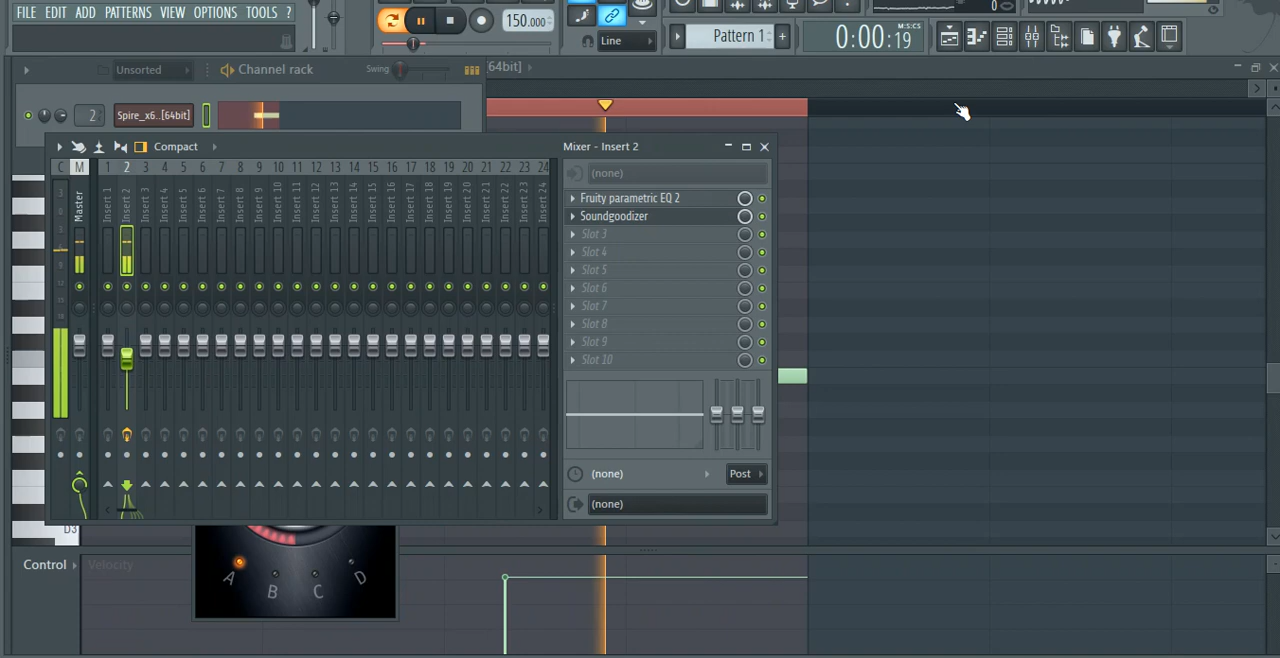 FILE EDIT ADD PATTERNS VIEW OPTIONS TOOLS ?
150.000
Line
Pattern 1
+
0:00:19
M:S:CS
0
Unsorted
Channel rack
Swing
[64bit]
2
Spire_x6..[64bit]
Compact
Mixer - Insert 2
C M 1 2 3 4 5 6 7 8 9 10 11 12 13 14 15 16 17 18 19 20 21 22 23 24
Master
Insert 1
Insert 2
Insert 3
Insert 4
Insert 5
Insert 6
Insert 7
Insert 8
Insert 9
Insert 10
Insert 11
Insert 12
Insert 13
Insert 14
Insert 15
Insert 16
Insert 17
Insert 18
Insert 19
Insert 20
Insert 21
Insert 22
Insert 23
Insert 24
(none)
Fruity parametric EQ 2
Soundgoodizer
Slot 3
Slot 4
Slot 5
Slot 6
Slot 7
Slot 8
Slot 9
Slot 10
(none)
Post
(none)
D3
Control
Velocity
A B C D